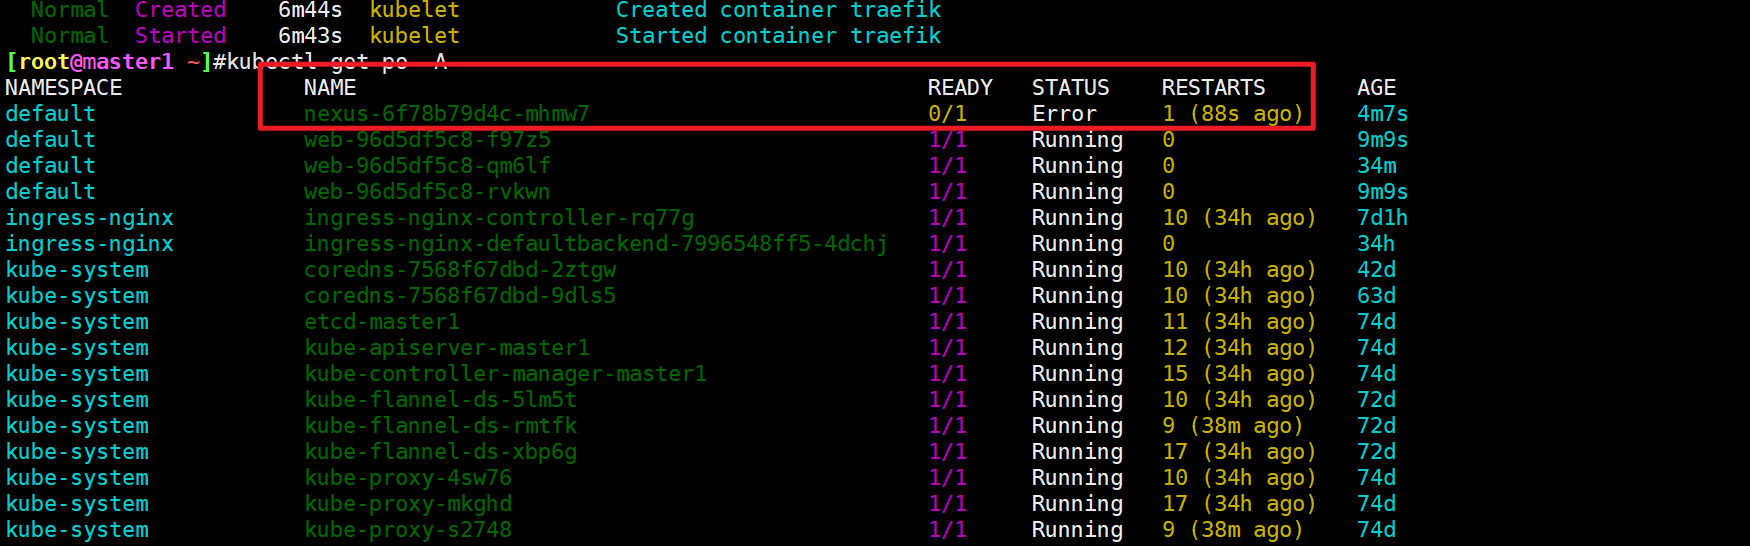 Normal  Created    6m44s  kubelet            Created container traefik
Normal  Started    6m43s  kubelet            Started container traefik
[root@master1 ~]#kubectl get po -A
NAMESPACE              NAME                                            READY   STATUS    RESTARTS       AGE
default                nexus-6f78b79d4c-mhmw7                          0/1     Error     1 (88s ago)    4m7s
default                web-96d5df5c8-f97z5                             1/1     Running   0              9m9s
default                web-96d5df5c8-qm6lf                             1/1     Running   0              34m
default                web-96d5df5c8-rvkwn                             1/1     Running   0              9m9s
ingress-nginx          ingress-nginx-controller-rq77g                  1/1     Running   10 (34h ago)   7d1h
ingress-nginx          ingress-nginx-defaultbackend-7996548ff5-4dchj   1/1     Running   0              34h
kube-system            coredns-7568f67dbd-2ztgw                        1/1     Running   10 (34h ago)   42d
kube-system            coredns-7568f67dbd-9dls5                        1/1     Running   10 (34h ago)   63d
kube-system            etcd-master1                                    1/1     Running   11 (34h ago)   74d
kube-system            kube-apiserver-master1                          1/1     Running   12 (34h ago)   74d
kube-system            kube-controller-manager-master1                 1/1     Running   15 (34h ago)   74d
kube-system            kube-flannel-ds-5lm5t                           1/1     Running   10 (34h ago)   72d
kube-system            kube-flannel-ds-rmtfk                           1/1     Running   9 (38m ago)    72d
kube-system            kube-flannel-ds-xbp6g                           1/1     Running   17 (34h ago)   72d
kube-system            kube-proxy-4sw76                                1/1     Running   10 (34h ago)   74d
kube-system            kube-proxy-mkghd                                1/1     Running   17 (34h ago)   74d
kube-system            kube-proxy-s2748                                1/1     Running   9 (38m ago)    74d